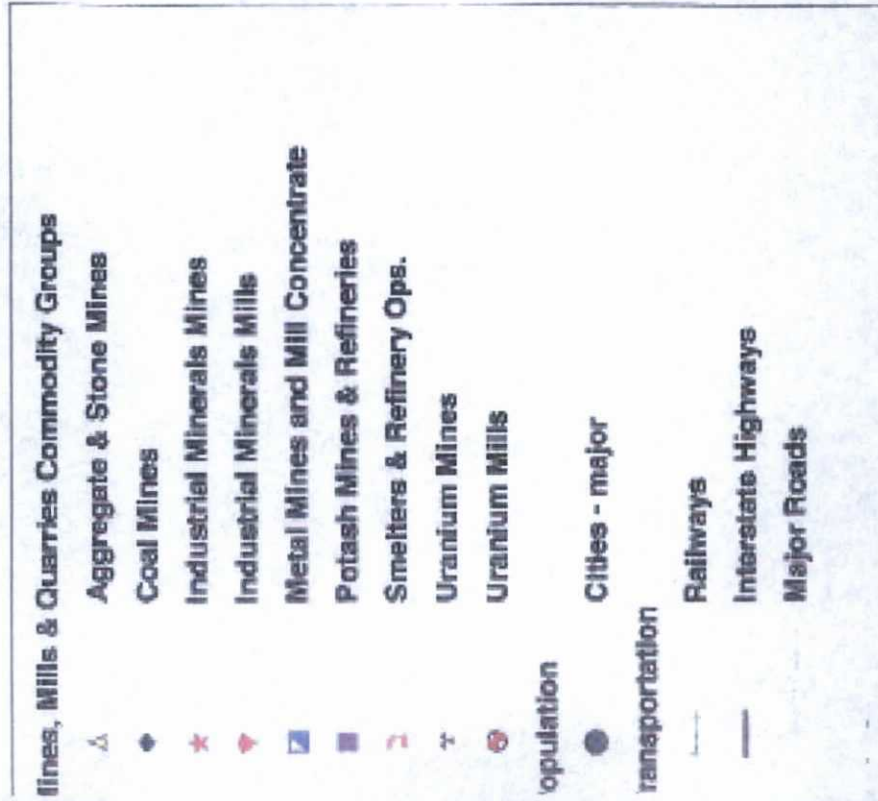 lines, Mills & Quarries Commodity Groups
Aggregate & Stone Mines
Coal Mines
Industrial Minerals Mines
Industrial Minerals Mills
Metal Mines and Mill Concentrate
Potash Mines & Refineries
Smelters & Refinery Ops.
Uranium Mines
Uranium Mills
opulation
Cities - major
ransportation
Railways
Interstate Highways
Major Roads